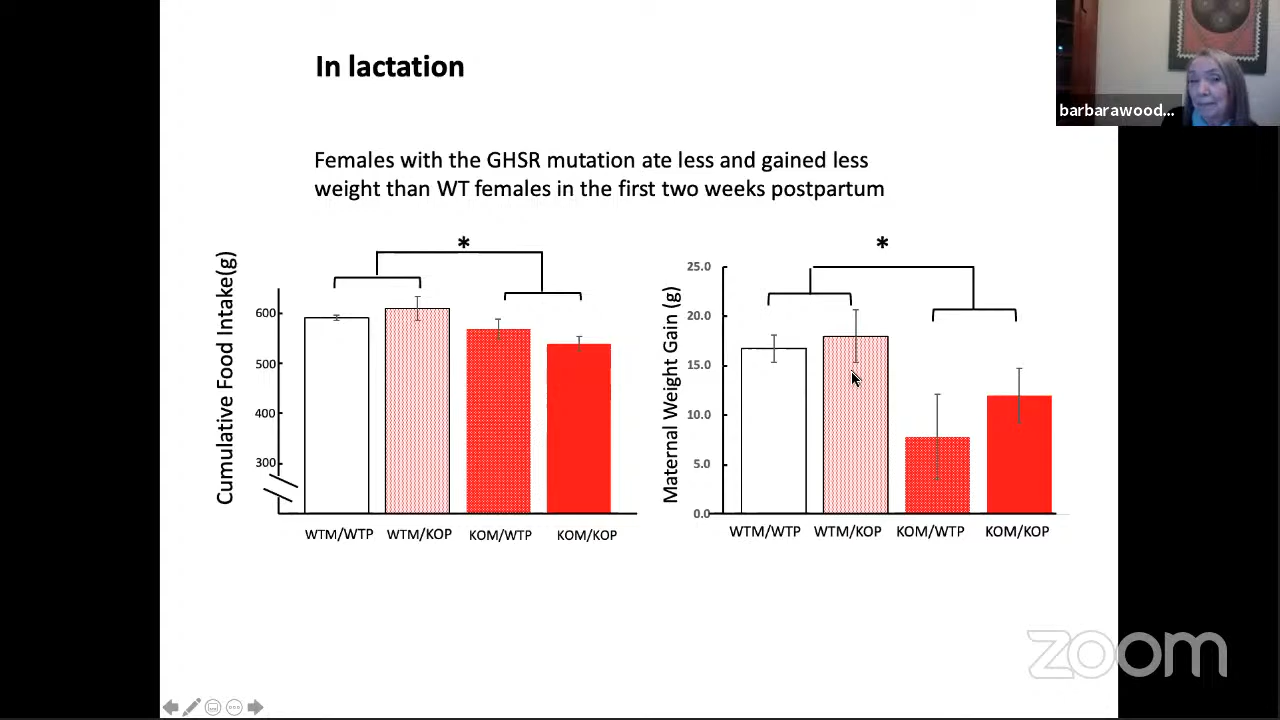 In lactation
barbarawood...
Females with the GHSR mutation ate less and gained less
weight than WT females in the first two weeks postpartum
*
*
Cumulative Food Intake(g)
600
500
400
300
WTM/WTP
WTM/KOP
KOM/WTP
KOM/KOP
Maternal Weight Gain (g)
25.0
20.0
15.0
10.0
5.0
0.0
WTM/WTP
WTM/KOP
KOM/WTP
KOM/KOP
zoom